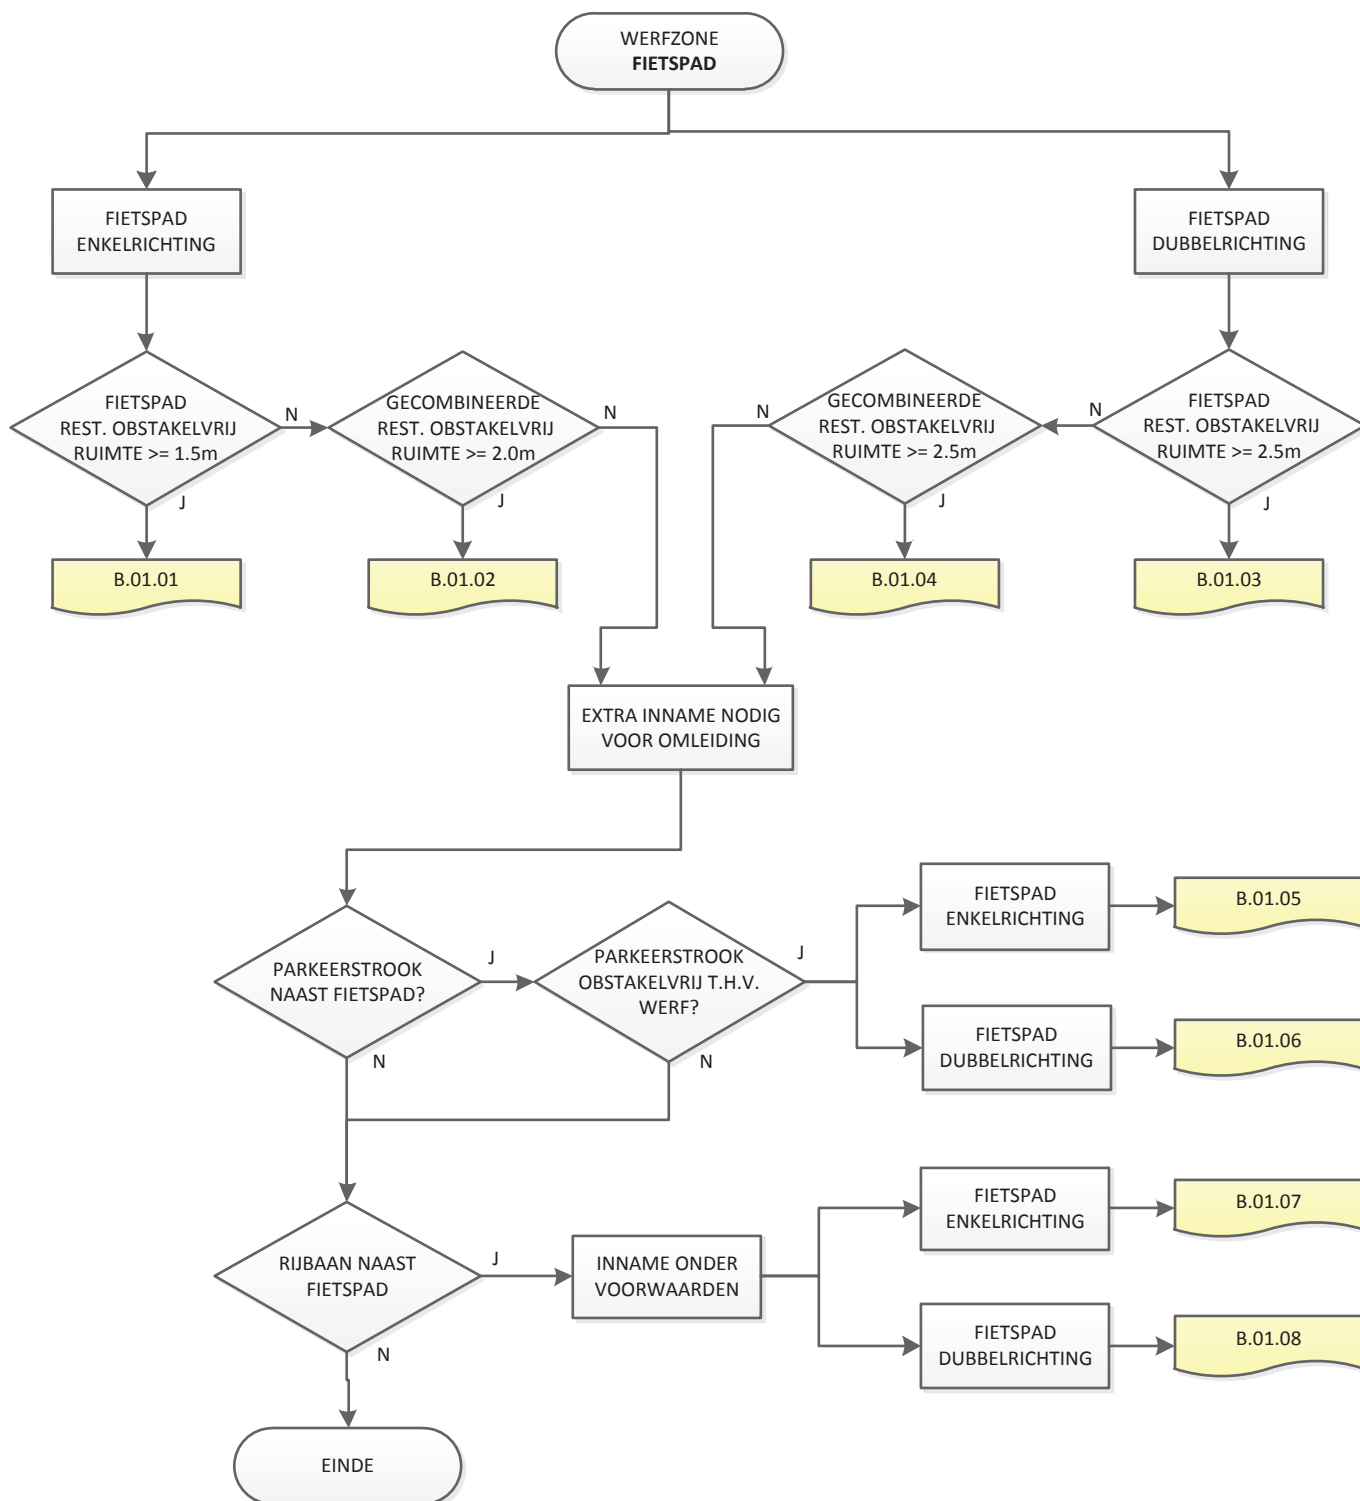 WERFZONE
FIETSPAD
FIETSPAD
ENKELRICHTING
FIETSPAD
DUBBELRICHTING
FIETSPAD
REST. OBSTAKELVRIJ
RUIMTE >= 1.5m
N
J
GECOMBINEERDE
REST. OBSTAKELVRIJ
RUIMTE >= 2.0m
N
J
N
GECOMBINEERDE
REST. OBSTAKELVRIJ
RUIMTE >= 2.5m
J
N
FIETSPAD
REST. OBSTAKELVRIJ
RUIMTE >= 2.5m
J
B.01.01
B.01.02
B.01.04
B.01.03
EXTRA INNAME NODIG
VOOR OMLEIDING
PARKEERSTROOK
NAAST FIETSPAD?
J
N
PARKEERSTROOK
OBSTAKELVRIJ T.H.V.
WERF?
J
N
FIETSPAD
ENKELRICHTING
B.01.05
FIETSPAD
DUBBELRICHTING
B.01.06
RIJBAAN NAAST
FIETSPAD
J
N
INNAME ONDER
VOORWAARDEN
FIETSPAD
ENKELRICHTING
B.01.07
FIETSPAD
DUBBELRICHTING
B.01.08
EINDE